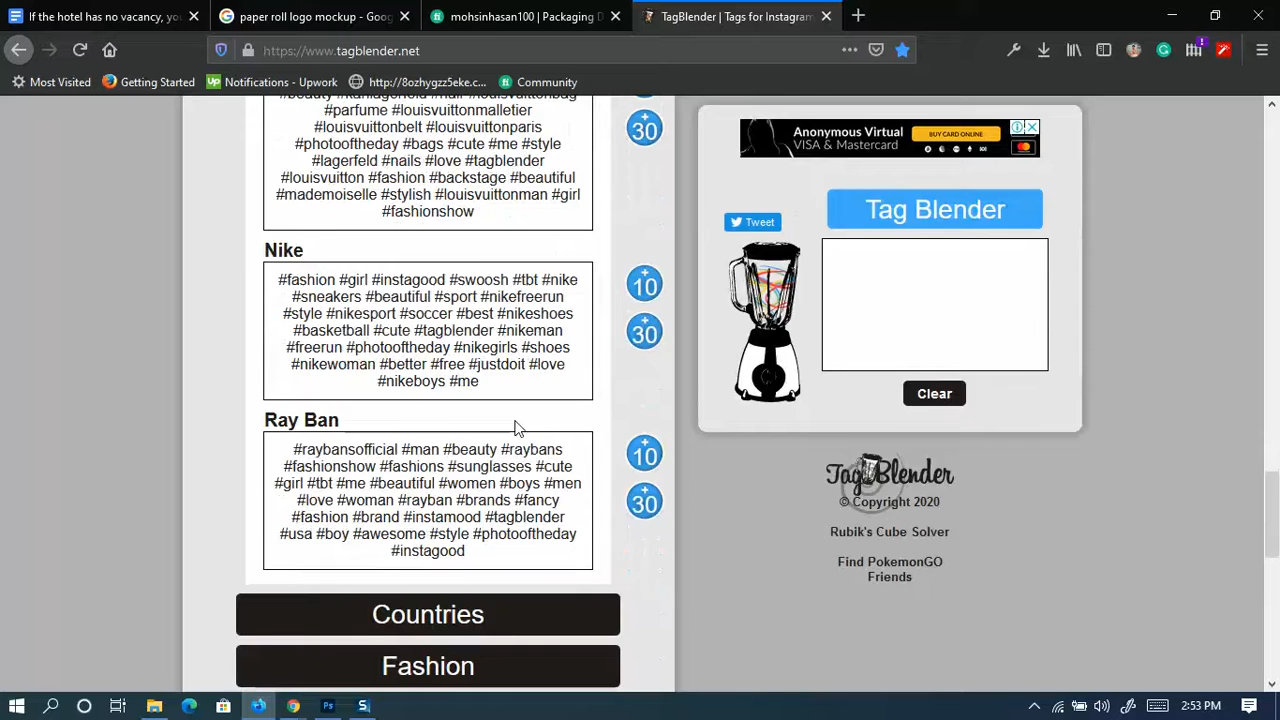 If the hotel has no vacancy, yo
paper roll logo mockup - Goog
mohsinhasan100 | Packaging D
TagBlender | Tags for Instagram
https://www.tagblender.net
Most Visited
Getting Started
Notifications - Upwork
http://8ozhygzz5eke.c...
Community
#parfume #louisvuittonmalletier
#louisvuittonbelt #louisvuittonparis
#photooftheday #bags #cute #me #style
#lagerfeld #nails #love #tagblender
#louisvuitton #fashion #backstage #beautiful
#mademoiselle #stylish #louisvuittonman #girl
#fashionshow
+
30
Nike
#fashion #girl #instagood #swoosh #tbt #nike
#sneakers #beautiful #sport #nikefreerun
#style #nikesport #soccer #best #nikeshoes
#basketball #cute #tagblender #nikeman
#freerun #photooftheday #nikegirls #shoes
#nikewoman #better #free #justdoit #love
#nikeboys #me
+
10
+
30
Ray Ban
#raybansofficial #man #beauty #raybans
#fashionshow #fashions #sunglasses #cute
#girl #tbt #me #beautiful #women #boys #men
#love #woman #rayban #brands #fancy
#fashion #brand #instamood #tagblender
#usa #boy #awesome #style #photooftheday
#instagood
+
10
+
30
Countries
Fashion
Anonymous Virtual
VISA & Mastercard
BUY CARD ONLINE
Tweet
Tag Blender
Clear
Tag Blender
© Copyright 2020
Rubik's Cube Solver
Find PokemonGO
Friends
2:53 PM